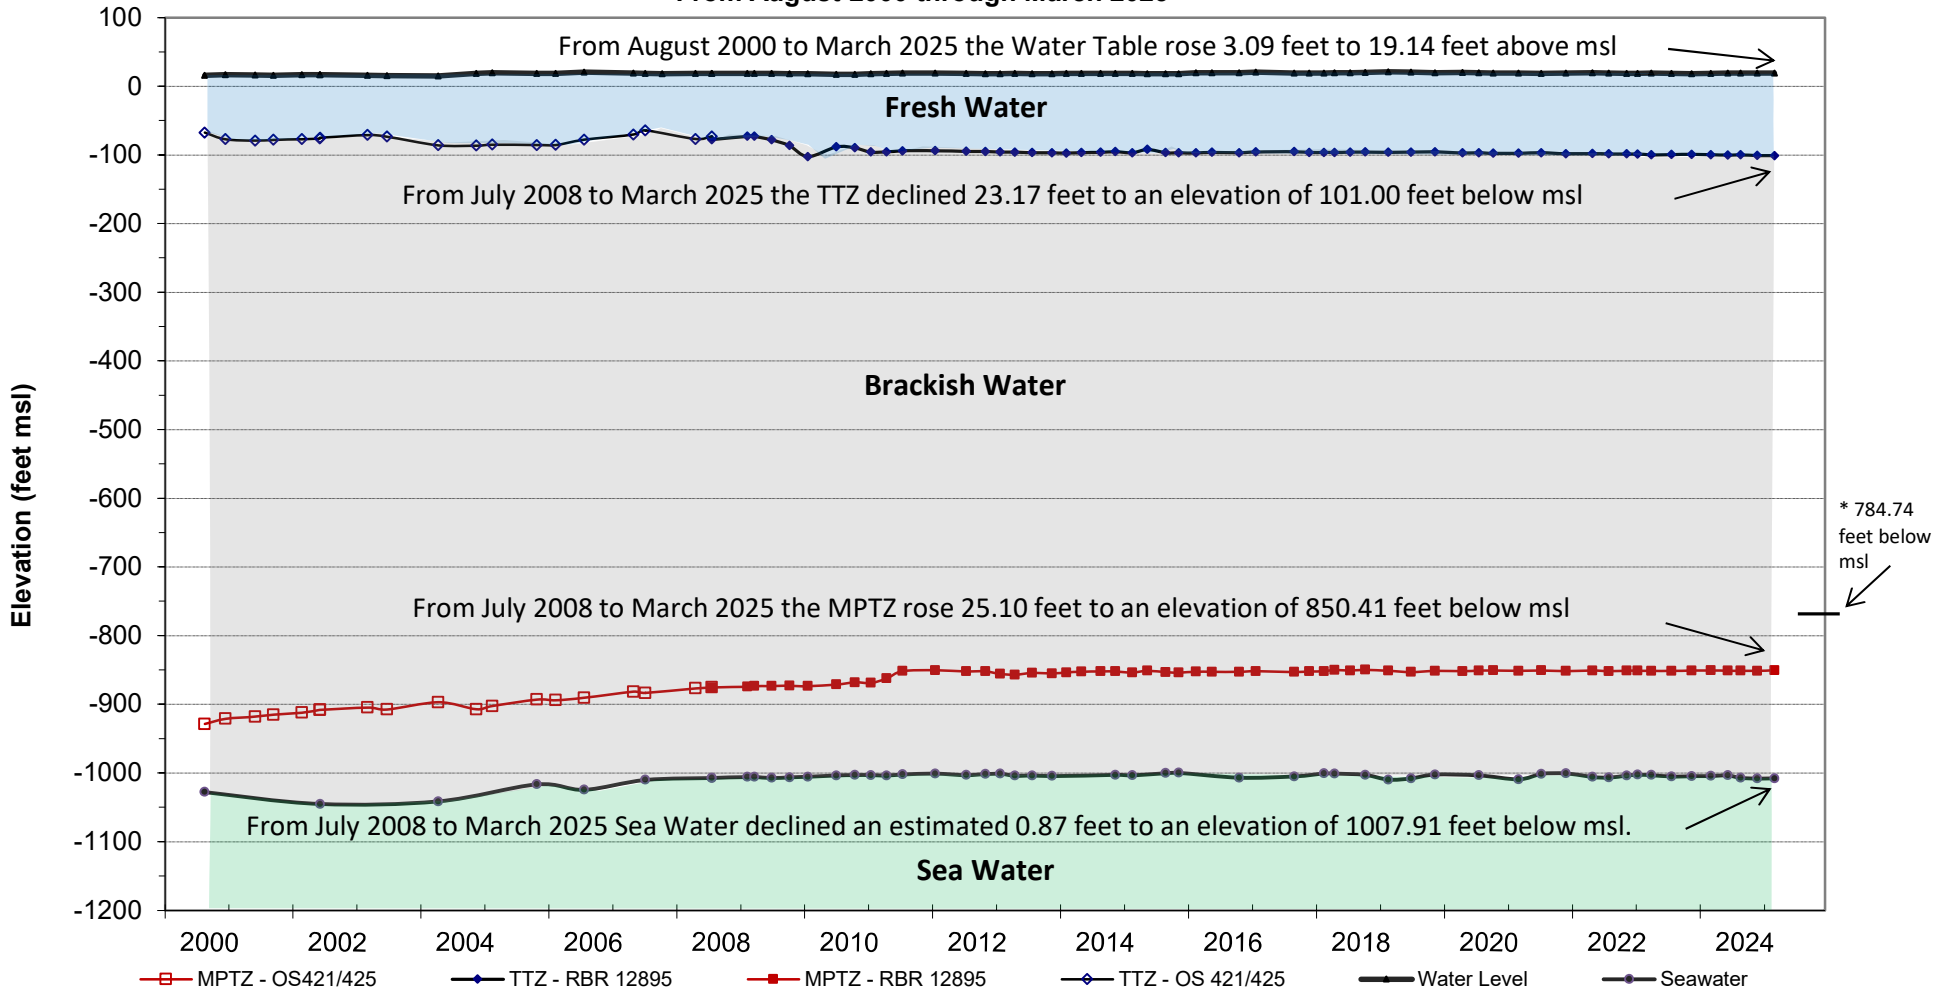 100
From August 2000 to March 2025 the Water Table rose 3.09 feet to 19.14 feet above msl
0
Fresh Water
-100
From July 2008 to March 2025 the TTZ declined 23.17 feet to an elevation of 101.00 feet below msl
-200
-300
-400
Brackish Water
-500
Elevation (feet msl)
* 784.74
feet below
msl
-600
-700
From July 2008 to March 2025 the MPTZ rose 25.10 feet to an elevation of 850.41 feet below msl
-800
-900
-1000
From July 2008 to March 2025 Sea Water declined an estimated 0.87 feet to an elevation of 1007.91 feet below msl.
-1100
Sea Water
-1200
2000 2002 2004 2006 2008 2010 2012 2014 2016 2018 2020 2022 2024
MPTZ - OS421/425 TTZ - RBR 12895 MPTZ - RBR 12895 TTZ - OS 421/425 Water Level Seawater